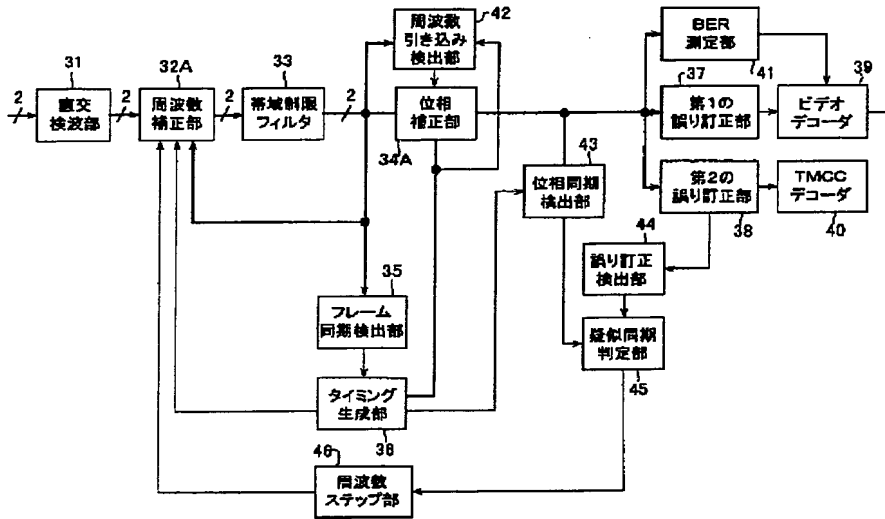 42
周波数
引き込み
検出部
BER
測定部
41
31
32A
33
37
39
2
直交
検波部
2
周波数
補正部
2
帯域制限
フィルタ
2
位相
補正部
34A
第1の
誤り訂正部
ビデオ
デコーダ
43
位相同期
検出部
第2の
誤り訂正部
38
TMCC
デコーダ
40
44
誤り訂正
検出部
35
フレーム
同期検出部
疑似同期
判定部
45
タイミング
生成部
36
46
周波数
ステップ部